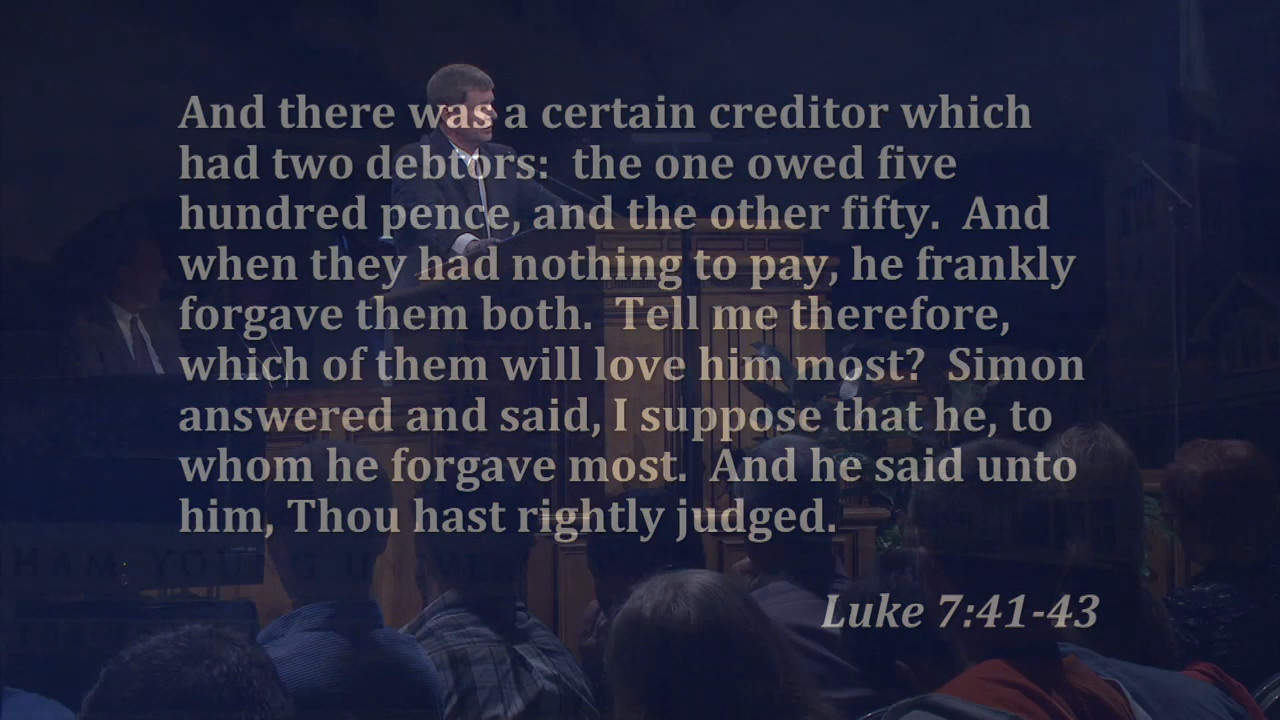 And there was a certain creditor which
had two debtors:  the one owed five
hundred pence, and the other fifty.  And
when they had nothing to pay, he frankly
forgave them both.  Tell me therefore,
which of them will love him most?  Simon
answered and said, I suppose that he, to
whom he forgave most.  And he said unto
him, Thou hast rightly judged.
Luke 7:41-43
HAM YOUNG UNIVERS